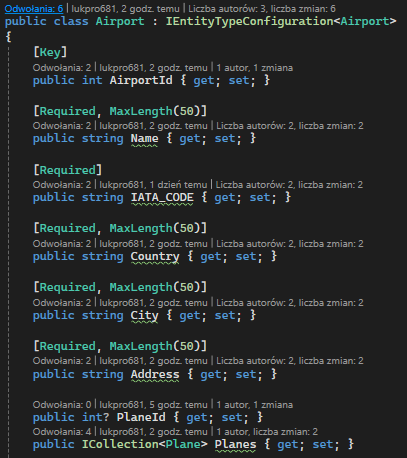 Odwołania: 6 | lukpro681, 2 godz. temu | Liczba autorów: 3, liczba zmian: 6
public class Airport : IEntityTypeConfiguration<Airport>
{
[Key]
Odwołania: 2 | lukpro681, 2 godz. temu | 1 autor, 1 zmiana
public int AirportId { get; set; }
[Required, MaxLength(50)]
Odwołania: 2 | lukpro681, 2 godz. temu | Liczba autorów: 2, liczba zmian: 2
public string Name { get; set; }
[Required]
Odwołania: 2 | lukpro681, 1 dzień temu | Liczba autorów: 2, liczba zmian: 2
public string IATA_CODE { get; set; }
[Required, MaxLength(50)]
Odwołania: 2 | lukpro681, 2 godz. temu | Liczba autorów: 2, liczba zmian: 2
public string Country { get; set; }
[Required, MaxLength(50)]
Odwołania: 2 | lukpro681, 2 godz. temu | Liczba autorów: 2, liczba zmian: 2
public string City { get; set; }
[Required, MaxLength(50)]
Odwołania: 2 | lukpro681, 2 godz. temu | Liczba autorów: 2, liczba zmian: 2
public string Address { get; set; }
Odwołania: 0 | lukpro681, 5 godz. temu | 1 autor, 1 zmiana
public int? PlaneId { get; set; }
Odwołania: 4 | lukpro681, 2 godz. temu | 1 autor, liczba zmian: 2
public ICollection<Plane> Planes { get; set; }